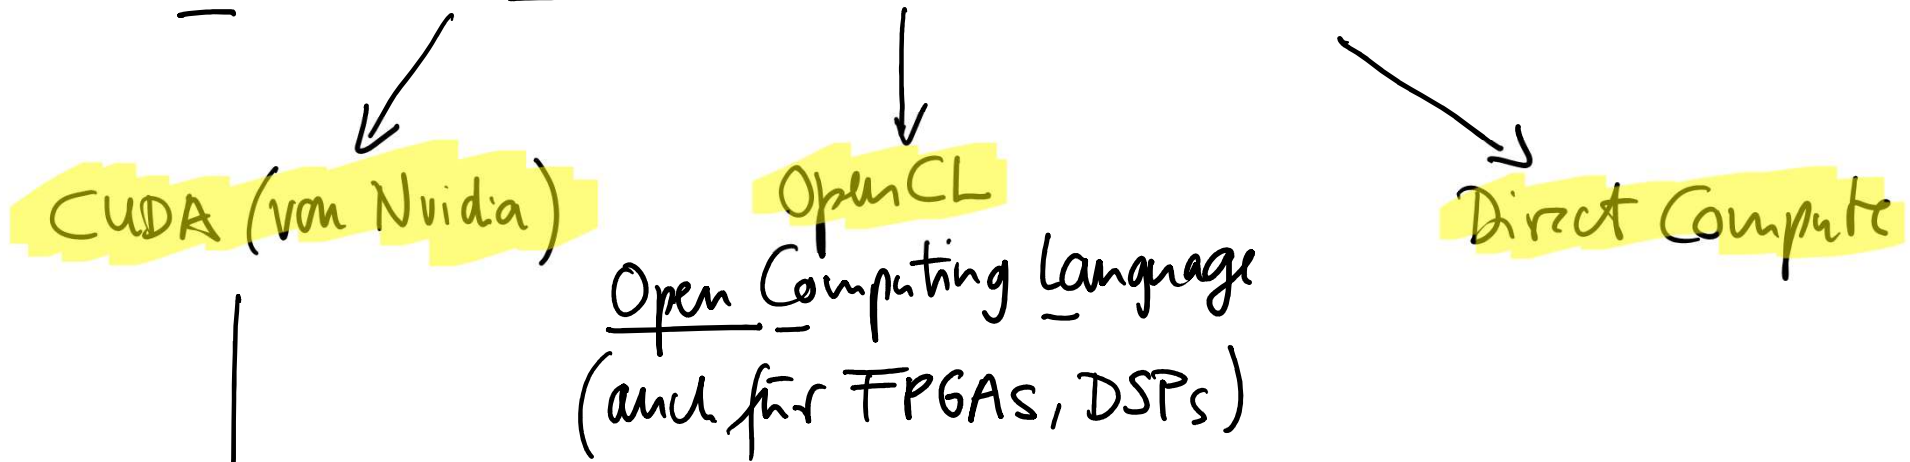 CUDA (von Nvidia)
OpenCL
Direct Compute
Open Computing Language
(auch für FPGAs, DSPs)